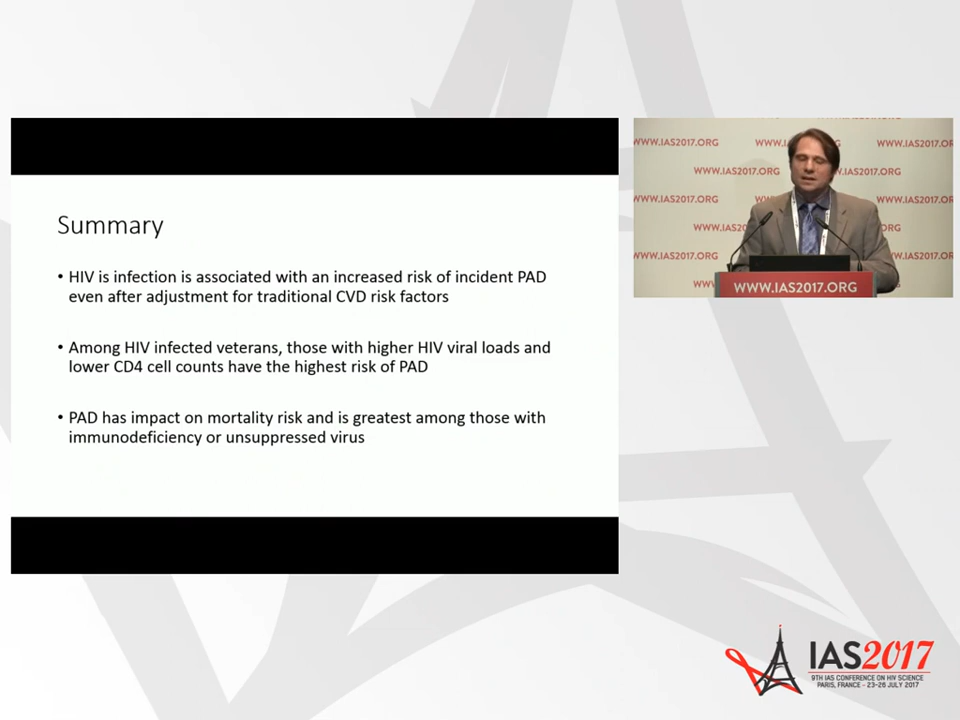 Summary
• HIV is infection is associated with an increased risk of incident PAD
even after adjustment for traditional CVD risk factors
• Among HIV infected veterans, those with higher HIV viral loads and
lower CD4 cell counts have the highest risk of PAD
• PAD has impact on mortality risk and is greatest among those with
immunodeficiency or unsuppressed virus
WWW.IAS2017.ORG
WWW.IAS2017.ORG
WWW.IAS2017.ORG
WWW.IAS2017.ORG
WWW.IAS2017.ORG
WWW.IAS2017.ORG
IAS2017
9TH IAS CONFERENCE ON HIV SCIENCE
PARIS, FRANCE - 23-26 JULY 2017